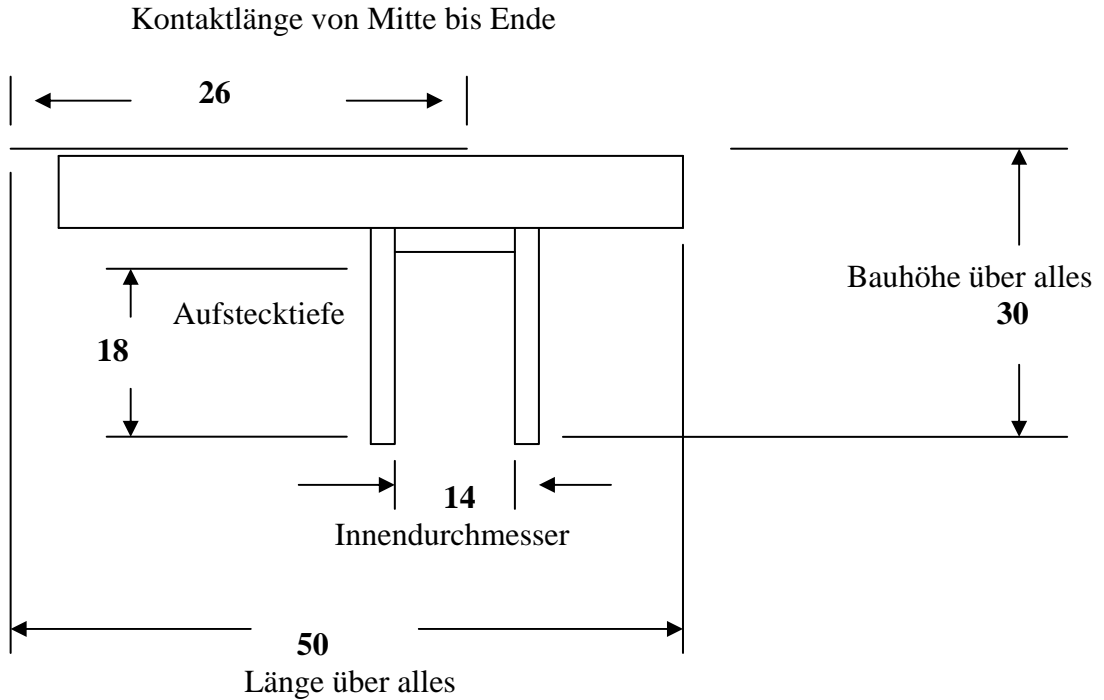 Kontaktlänge von Mitte bis Ende
26
Bauhöhe über alles
30
Aufstecktiefe
18
14
Innendurchmesser
50
Länge über alles